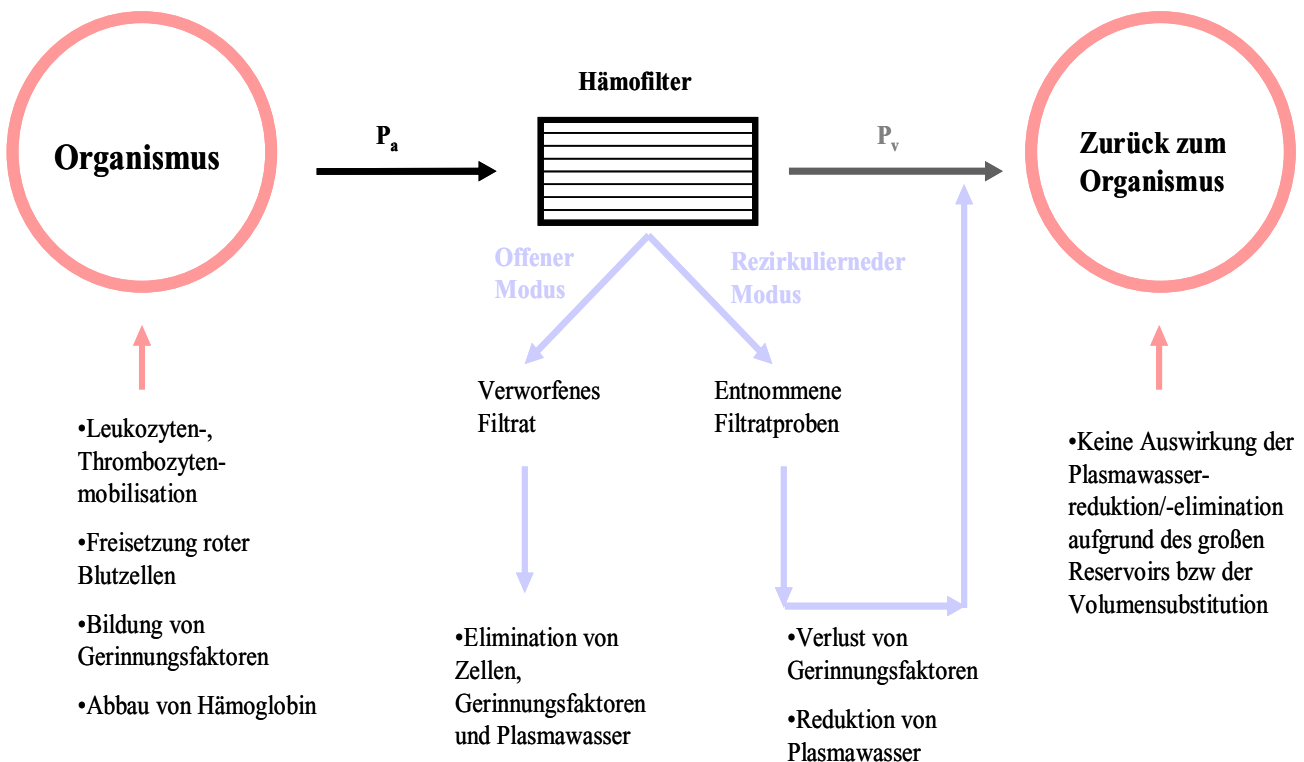 Hämofilter
Organismus
Pa
Pv
Zurück zum
Organismus
Offener
Modus
Rezirkulierneder
Modus
Verworfenes
Filtrat
Entnommene
Filtratproben
•Leukozyten-,
Thrombozyten-
mobilisation
•Freisetzung roter
Blutzellen
•Bildung von
Gerinnungsfaktoren
•Abbau von Hämoglobin
•Elimination von
Zellen,
Gerinnungsfaktoren
und Plasmawasser
•Verlust von
Gerinnungsfaktoren
•Reduktion von
Plasmawasser
•Keine Auswirkung der
Plasmawasser-
reduktion/-elimination
aufgrund des großen
Reservoirs bzw der
Volumensubstitution